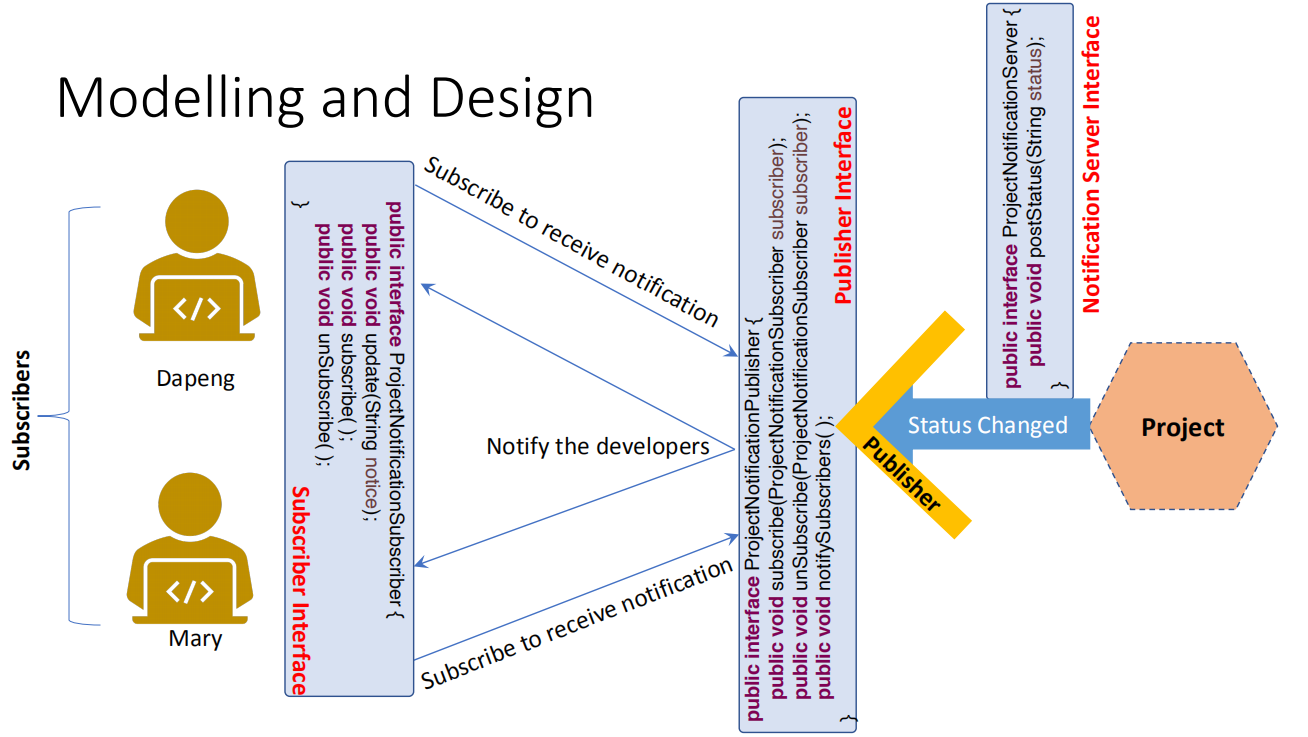 Modelling and Design
Subscribers
Dapeng
Mary
public interface ProjectNotificationSubscriber {
public void update(String notice);
public void subscribe( );
public void unSubscribe( );
}
Subscriber Interface
Subscribe to receive notification
Notify the developers
Subscribe to receive notification
public interface ProjectNotificationPublisher {
public void subscribe(ProjectNotificationSubscriber subscriber);
public void unSubscribe(ProjectNotificationSubscriber subscriber);
public void notifySubscribers( );
}
Publisher Interface
Publisher
Status Changed
public interface ProjectNotificationServer {
public void postStatus(String status);
}
Notification Server Interface
Project